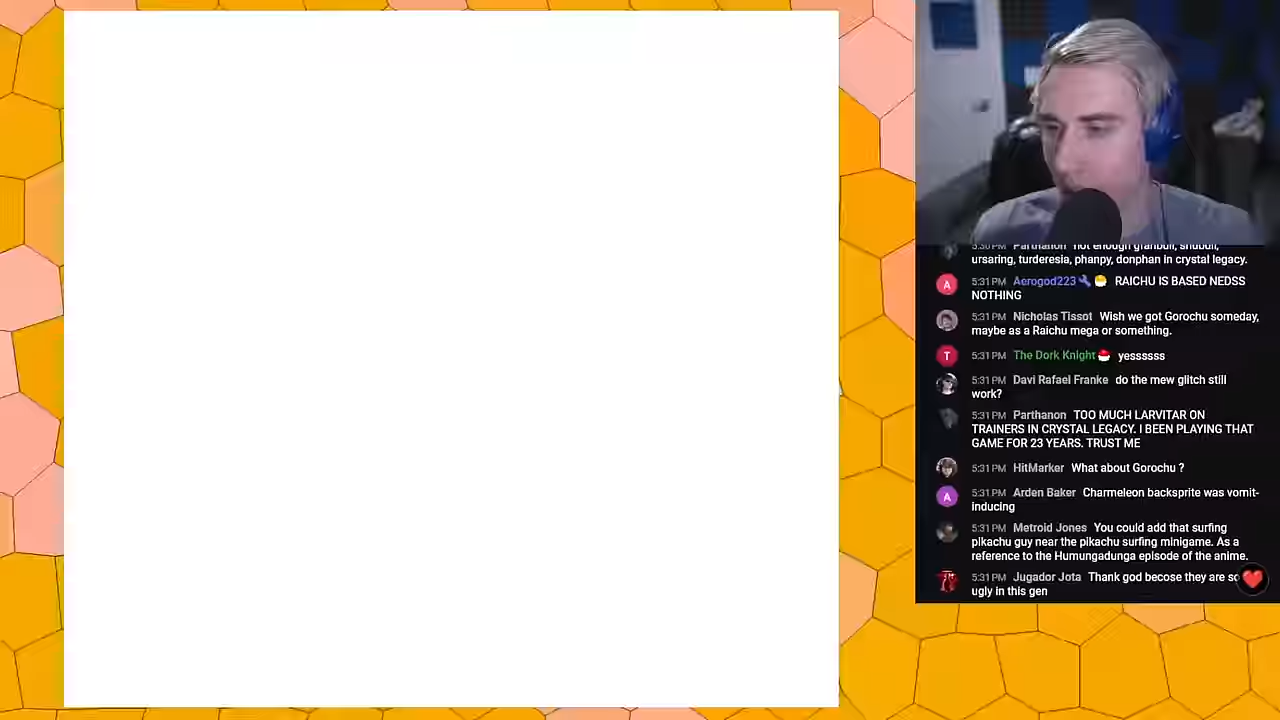 5:30 PM Parthanon not enough granbull, snubull,
ursaring, turderesia, phanpy, donphan in crystal legacy.
A 5:31 PM Aerogod223 RAICHU IS BASED NEDSS
NOTHING
5:31 PM Nicholas Tissot Wish we got Gorochu someday,
maybe as a Raichu mega or something.
T 5:31 PM The Dork Knight yessssss
5:31 PM Davi Rafael Franke do the mew glitch still
work?
5:31 PM Parthanon TOO MUCH LARVITAR ON
TRAINERS IN CRYSTAL LEGACY. I BEEN PLAYING THAT
GAME FOR 23 YEARS. TRUST ME
5:31 PM HitMarker What about Gorochu ?
A 5:31 PM Arden Baker Charmeleon backsprite was vomit-
inducing
5:31 PM Metroid Jones You could add that surfing
pikachu guy near the pikachu surfing minigame. As a
reference to the Humungadunga episode of the anime.
5:31 PM Jugador Jota Thank god becose they are so
ugly in this gen